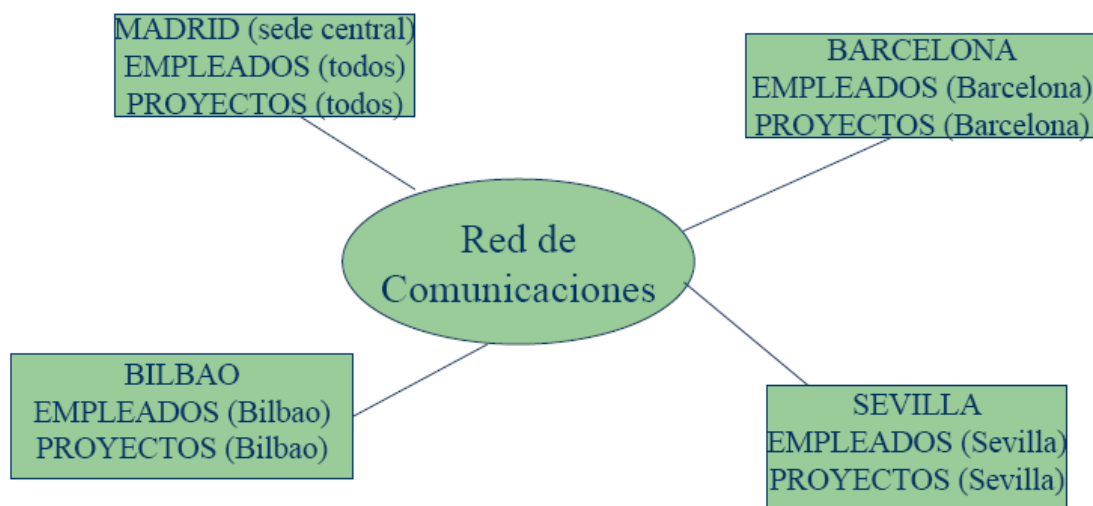 MADRID (sede central)
EMPLEADOS (todos)
PROYECTOS (todos)
BARCELONA
EMPLEADOS (Barcelona)
PROYECTOS (Barcelona)
Red de
Comunicaciones
BILBAO
EMPLEADOS (Bilbao)
PROYECTOS (Bilbao)
SEVILLA
EMPLEADOS (Sevilla)
PROYECTOS (Sevilla)